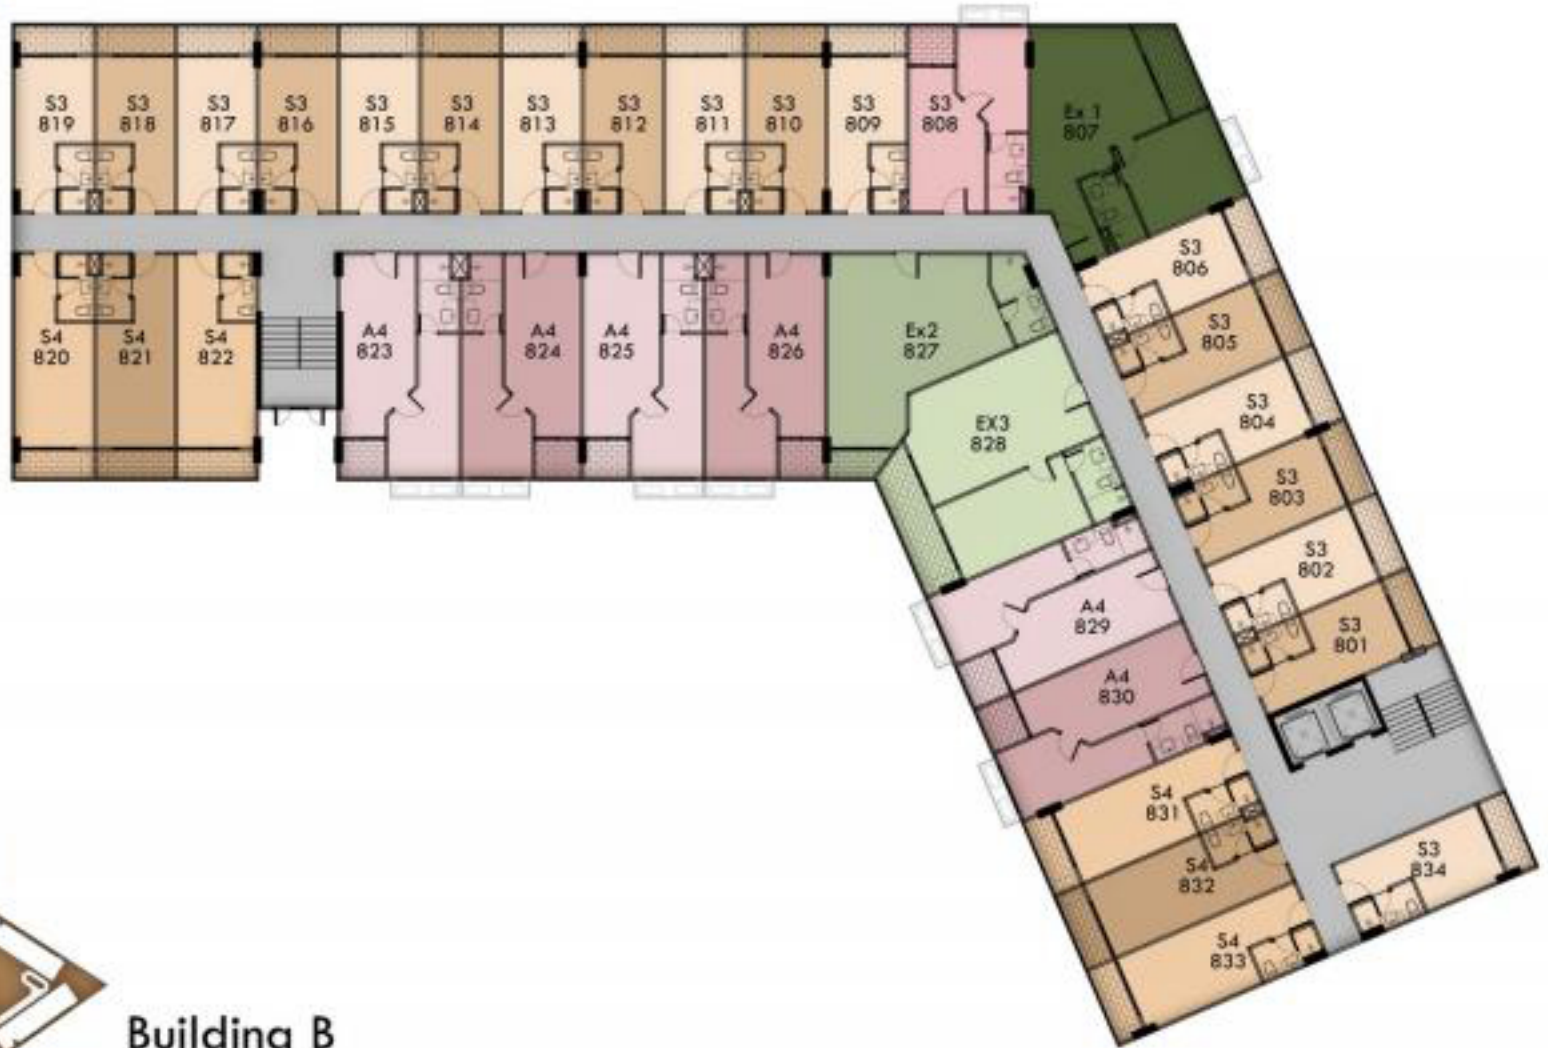 S3
819
S3
818
S3
817
S3
816
S3
815
S3
814
S3
813
S3
812
S3
811
S3
810
S3
809
S3
808
Ex 1
807
S3
806
S3
805
S3
804
S3
803
S3
802
S3
801
S4
820
S4
821
S4
822
A4
823
A4
824
A4
825
A4
826
Ex2
827
EX3
828
A4
829
A4
830
S4
831
S4
832
S4
833
S3
834
Building B